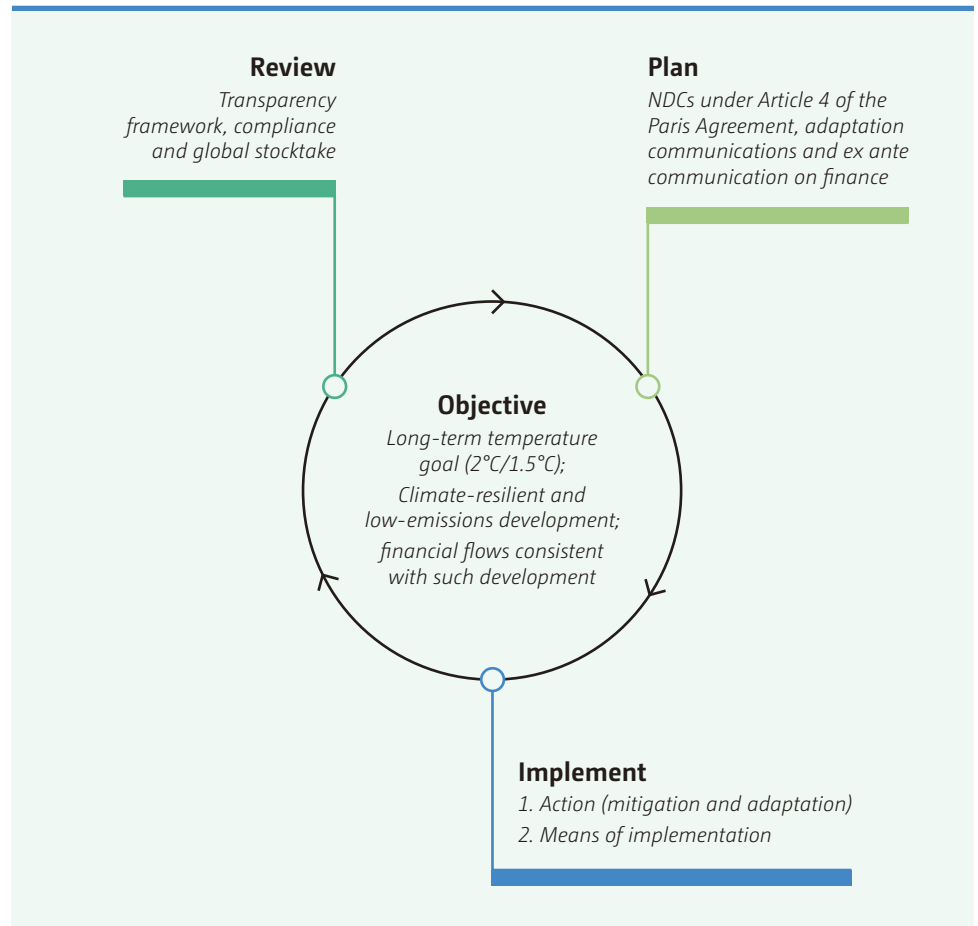 Review
Transparency
framework, compliance
and global stocktake
Plan
NDCs under Article 4 of the
Paris Agreement, adaptation
communications and ex ante
communication on finance
Objective
Long-term temperature
goal (2°C/1.5°C);
Climate-resilient and
low-emissions development;
financial flows consistent
with such development
Implement
1. Action (mitigation and adaptation)
2. Means of implementation